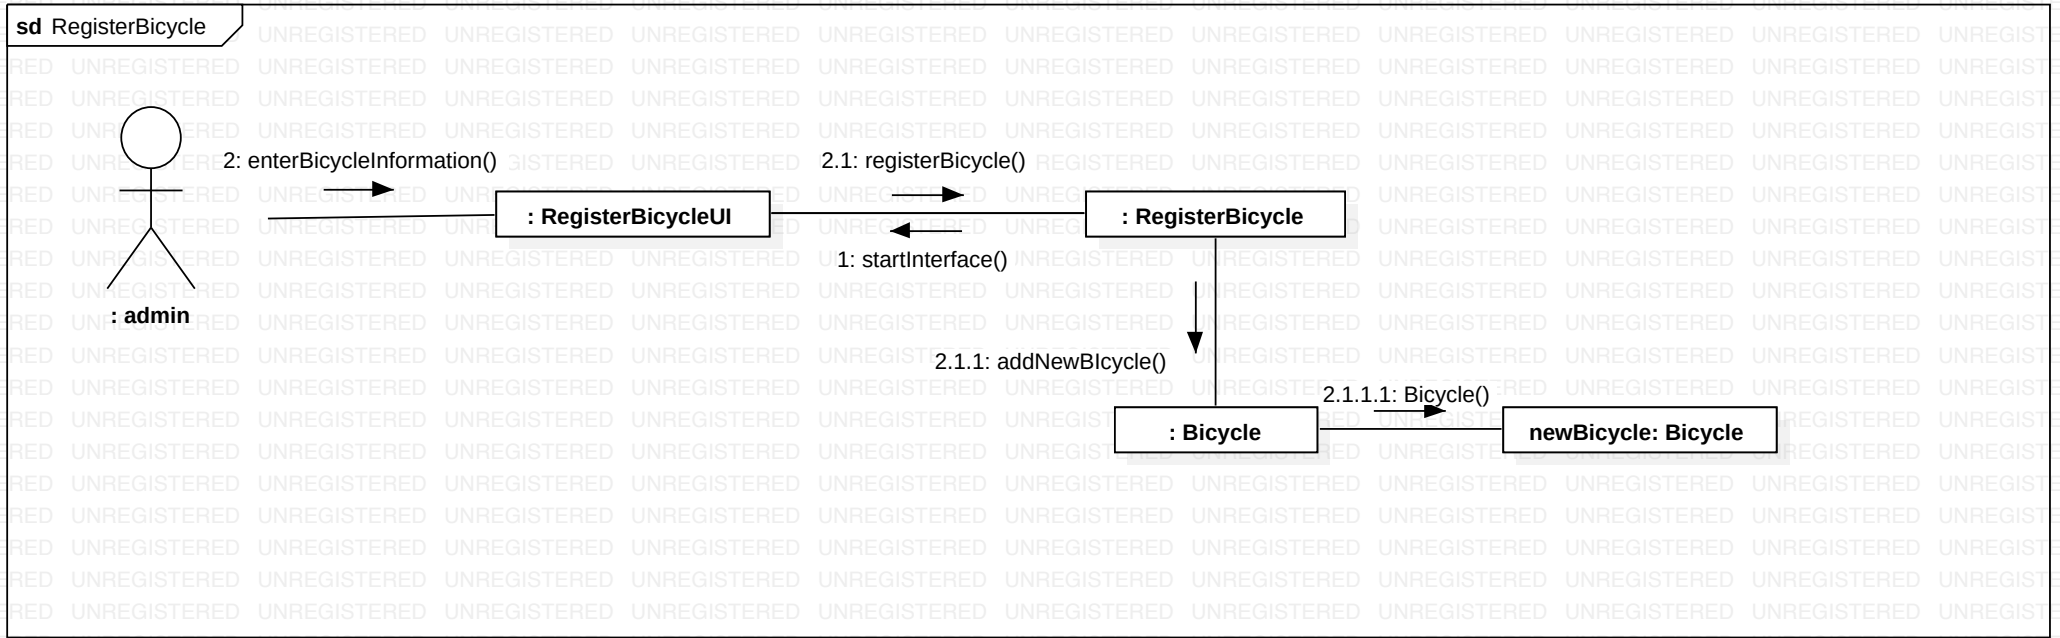 sd RegisterBicycle
2: enterBicycleInformation()
2.1: registerBicycle()
: RegisterBicycleUI
: RegisterBicycle
1: startInterface()
: admin
2.1.1: addNewBIcycle()
2.1.1.1: Bicycle()
: Bicycle
newBicycle: Bicycle
UNREGISTERED